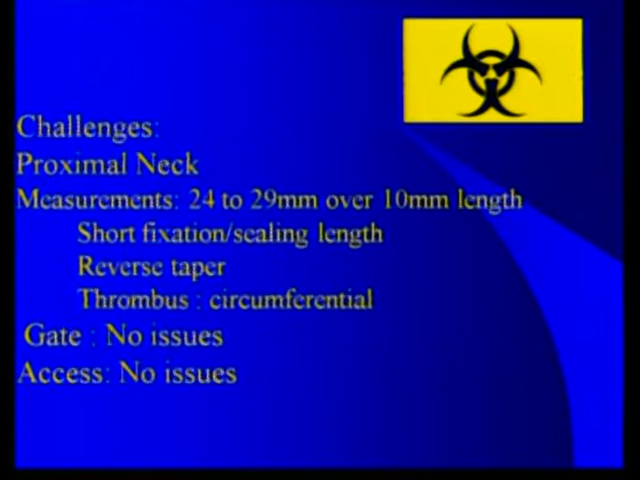 Challenges:
Proximal Neck
Measurements: 24 to 29mm over 10mm length
Short fixation/sealing length
Reverse taper
Thrombus : circumferential
Gate : No issues
Access: No issues